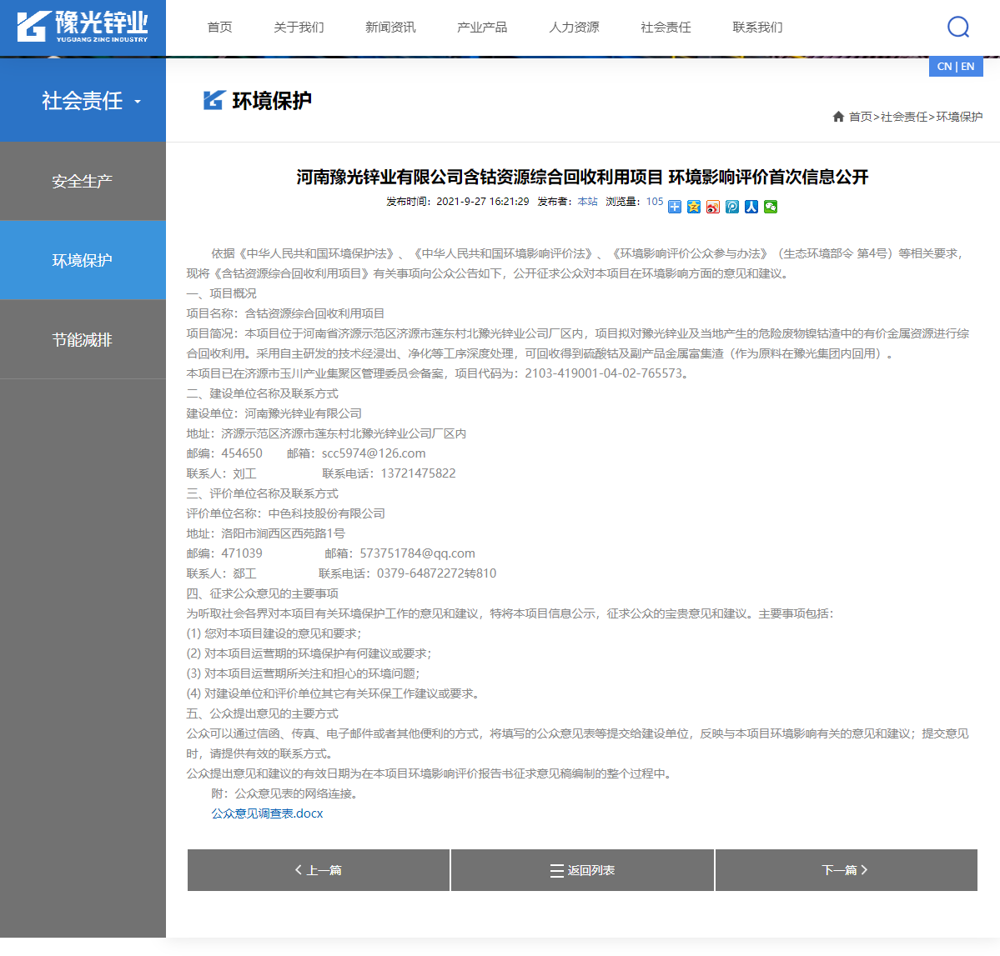 豫光锌业
YUGUANG ZINC INDUSTRY
首页 关于我们 新闻资讯 产业产品 人力资源 社会责任 联系我们
CN | EN
社会责任
安全生产
环境保护
节能减排
环境保护
首页>社会责任>环境保护
河南豫光锌业有限公司含钴资源综合回收利用项目 环境影响评价首次信息公开
发布时间：2021-9-27 16:21:29 发布者：本站 浏览量：105
依据《中华人民共和国环境保护法》、《中华人民共和国环境影响评价法》、《环境影响评价公众参与办法》（生态环境部令 第4号）等相关要求，
现将《含钴资源综合回收利用项目》有关事项向公众公告如下，公开征求公众对本项目在环境影响方面的意见和建议。
一、项目概况
项目名称：含钴资源综合回收利用项目
项目简况：本项目位于河南省济源示范区济源市莲东村北豫光锌业公司厂区内，项目拟对豫光锌业及当地产生的危险废物镍钴渣中的有价金属资源进行综
合回收利用。采用自主研发的技术经浸出、净化等工序深度处理，可回收得到硫酸钴及副产品金属富集渣（作为原料在豫光集团内回用）。
本项目已在济源市玉川产业集聚区管理委员会备案，项目代码为：2103-419001-04-02-765573。
二、建设单位名称及联系方式
建设单位：河南豫光锌业有限公司
地址：济源示范区济源市莲东村北豫光锌业公司厂区内
邮编：454650 邮箱：scc5974@126.com
联系人：刘工 联系电话：13721475822
三、评价单位名称及联系方式
评价单位名称：中色科技股份有限公司
地址：洛阳市涧西区西苑路1号
邮编：471039 邮箱：573751784@qq.com
联系人：郄工 联系电话：0379-64872272转810
四、征求公众意见的主要事项
为听取社会各界对本项目有关环境保护工作的意见和建议，特将本项目信息公示，征求公众的宝贵意见和建议。主要事项包括：
(1) 您对本项目建设的意见和要求；
(2) 对本项目运营期的环境保护有何建议或要求；
(3) 对本项目运营期所关注和担心的环境问题；
(4) 对建设单位和评价单位其它有关环保工作建议或要求。
五、公众提出意见的主要方式
公众可以通过信函、传真、电子邮件或者其他便利的方式，将填写的公众意见表等提交给建设单位，反映与本项目环境影响有关的意见和建议；提交意见
时，请提供有效的联系方式。
公众提出意见和建议的有效日期为在本项目环境影响评价报告书征求意见稿编制的整个过程中。
附：公众意见表的网络连接。
公众意见调查表.docx
上一篇 返回列表 下一篇